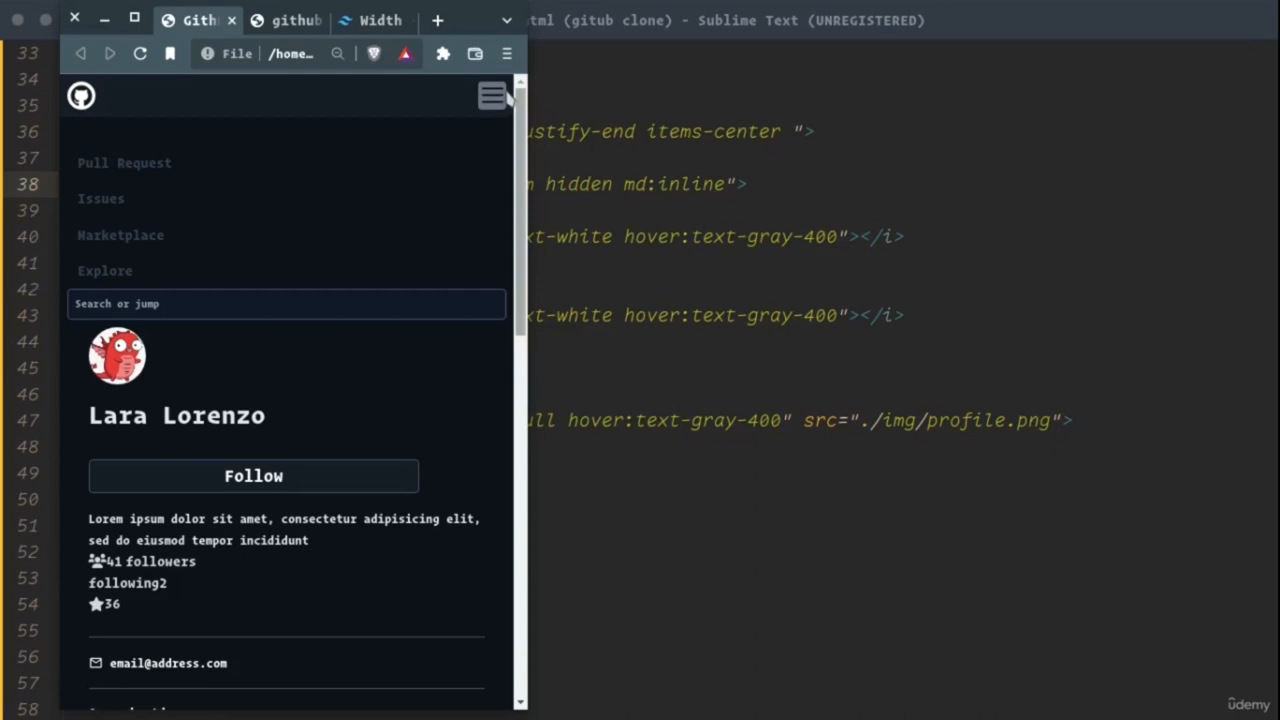 Gith
github
Width
html (gitub clone) - Sublime Text (UNREGISTERED)
File
/home…
Pull Request
Issues
Marketplace
Explore
Search or jump
Lara Lorenzo
Follow
Lorem ipsum dolor sit amet, consectetur adipisicing elit,
sed do eiusmod tempor incididunt
41 followers
following2
36
email@address.com
33
34
35
36 ustify-end items-center ">
37
38 hidden md:inline">
39
40 xt-white hover:text-gray-400"></i>
41
42
43 xt-white hover:text-gray-400"></i>
44
45
46
47 ull hover:text-gray-400" src="./img/profile.png">
48
49
50
51
52
53
54
55
56
57
58
ûdemy